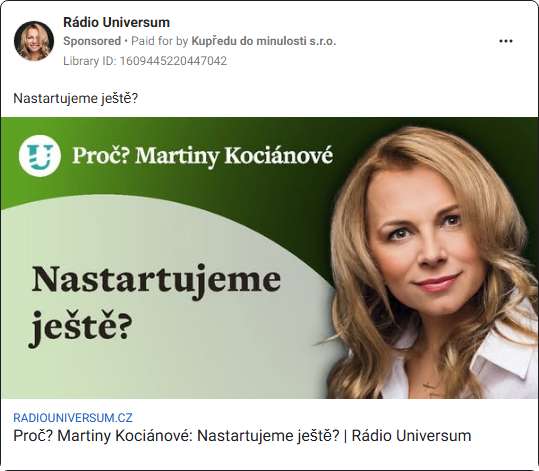 Rádio Universum
Sponsored • Paid for by Kupředu do minulosti s.r.o.
Library ID: 1609445220447042
Nastartujeme ještě?
U Proč? Martiny Kociánové
Nastartujeme
ještě?
RADIOUNIVERSUM.CZ
Proč? Martiny Kociánové: Nastartujeme ještě? | Rádio Universum